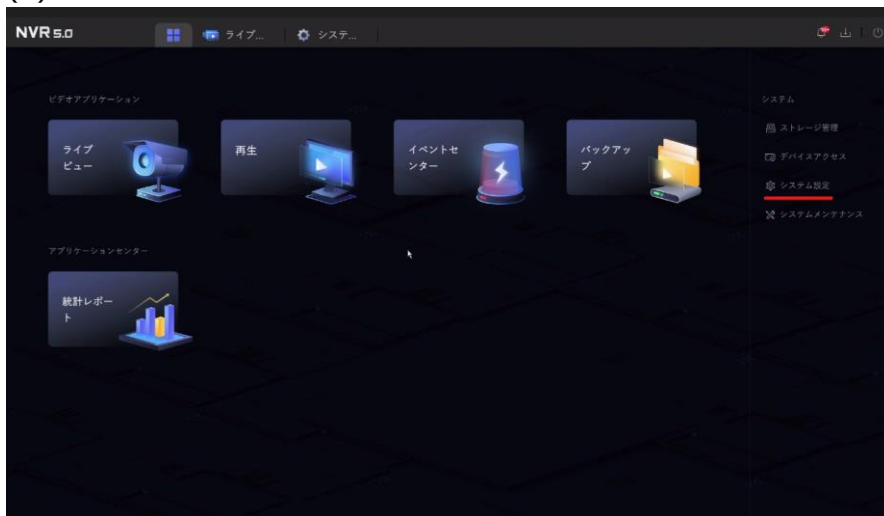 NVR 5.0
ライブ...
システ...
ビデオアプリケーション
ライブ
ビュー
再生
イベントセ
ンター
バックアッ
プ
アプリケーションセンター
統計レポー
ト
システム
ストレージ管理
デバイスアクセス
システム設定
システムメンテナンス